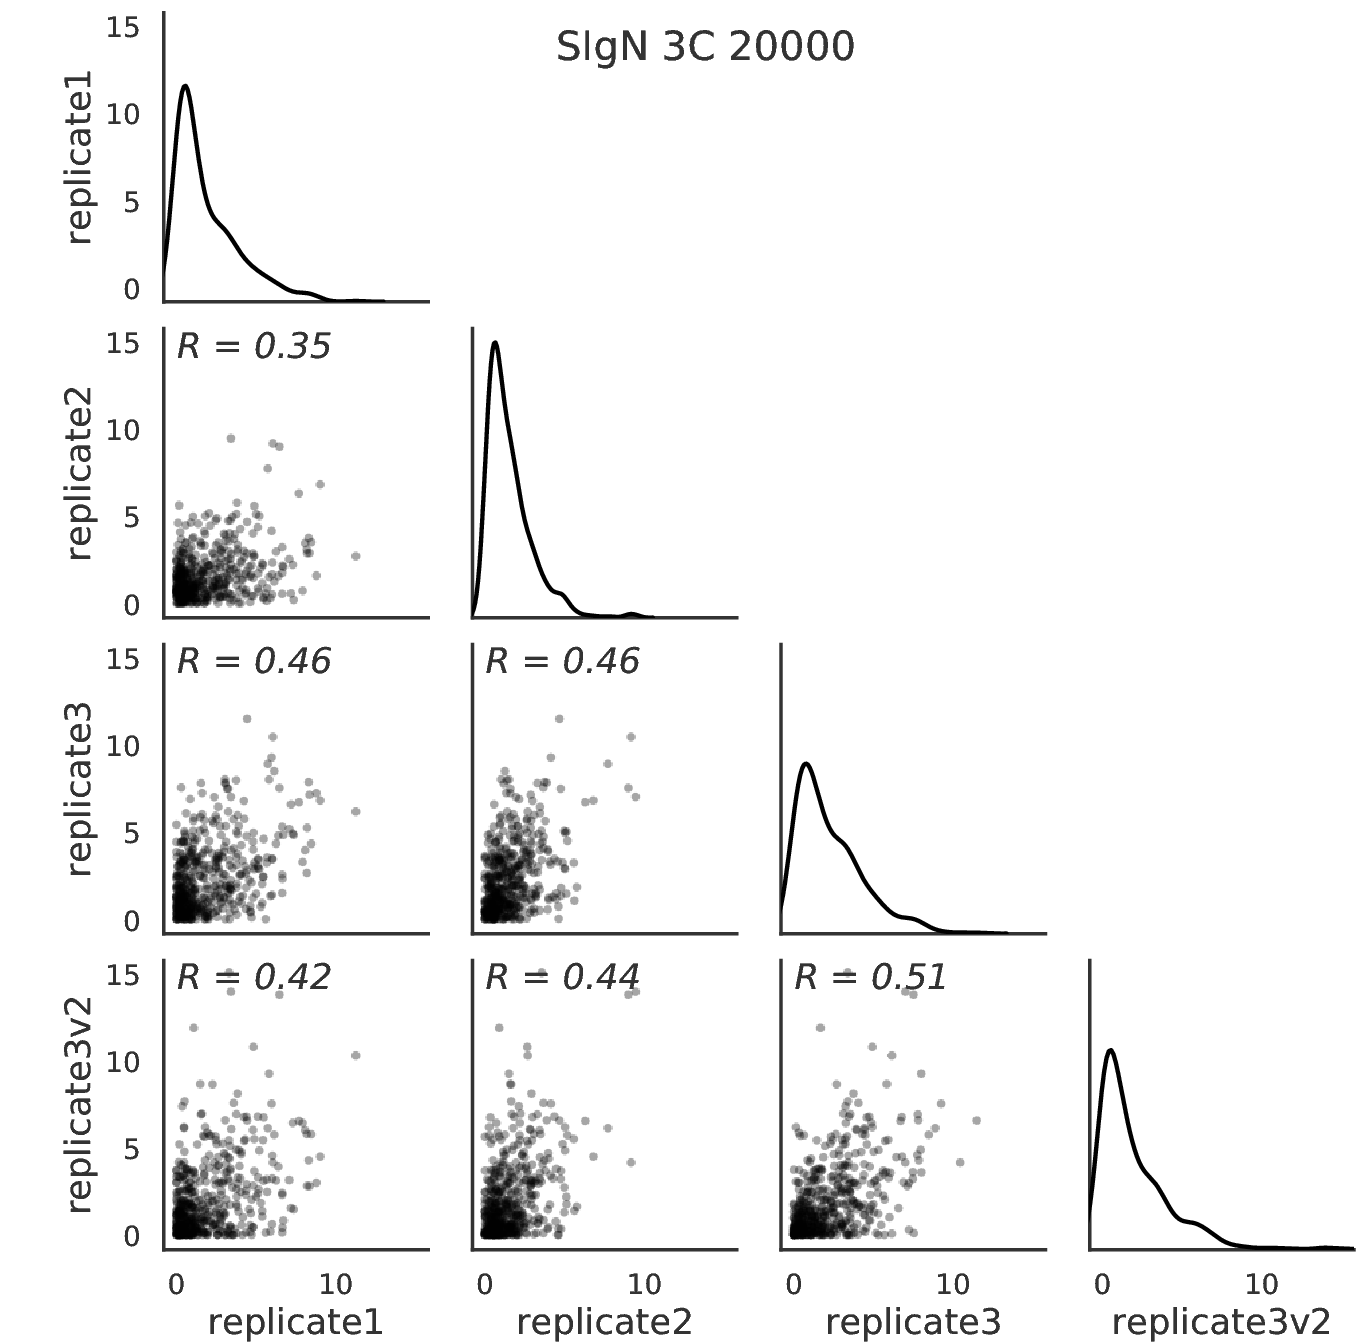 SIgN 3C 20000
15
10
5
0
replicate1
R = 0.35
15
10
5
0
replicate2
R = 0.46
R = 0.46
15
10
5
0
replicate3
R = 0.42
R = 0.44
R = 0.51
15
10
5
0
replicate3v2
0 10 0 10 0 10 0 10
replicate1 replicate2 replicate3 replicate3v2